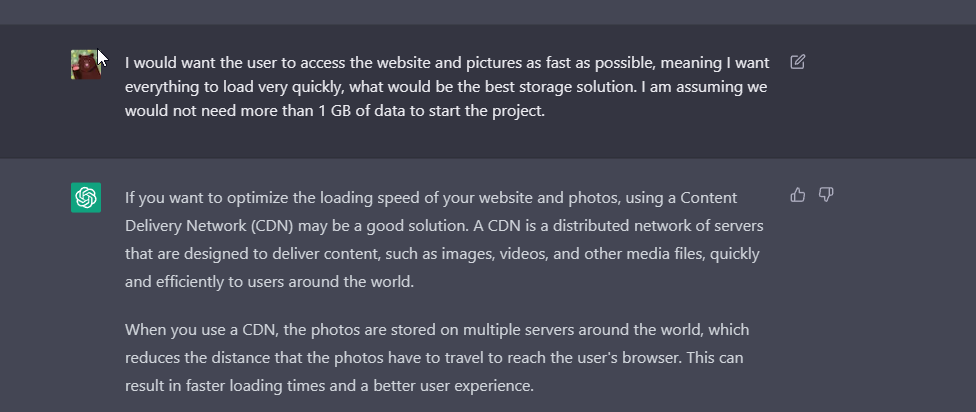 I would want the user to access the website and pictures as fast as possible, meaning I want
everything to load very quickly, what would be the best storage solution. I am assuming we
would not need more than 1 GB of data to start the project.
If you want to optimize the loading speed of your website and photos, using a Content
Delivery Network (CDN) may be a good solution. A CDN is a distributed network of servers
that are designed to deliver content, such as images, videos, and other media files, quickly
and efficiently to users around the world.
When you use a CDN, the photos are stored on multiple servers around the world, which
reduces the distance that the photos have to travel to reach the user's browser. This can
result in faster loading times and a better user experience.